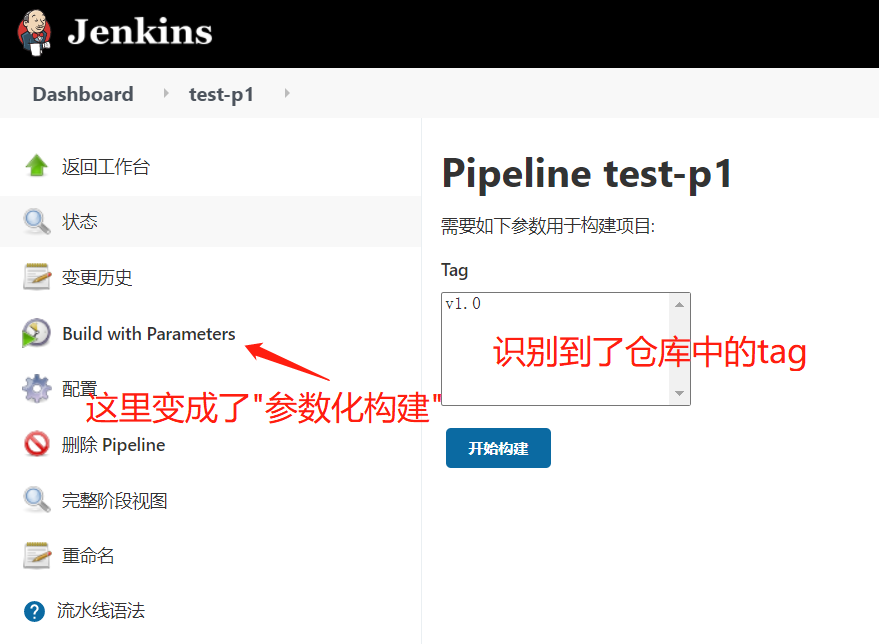 Jenkins
Dashboard
test-p1
返回工作台
状态
变更历史
Build with Parameters
配置
这里变成了"参数化构建"
删除 Pipeline
完整阶段视图
重命名
流水线语法
Pipeline test-p1
需要如下参数用于构建项目:
Tag
v1.0
识别到了仓库中的tag
开始构建